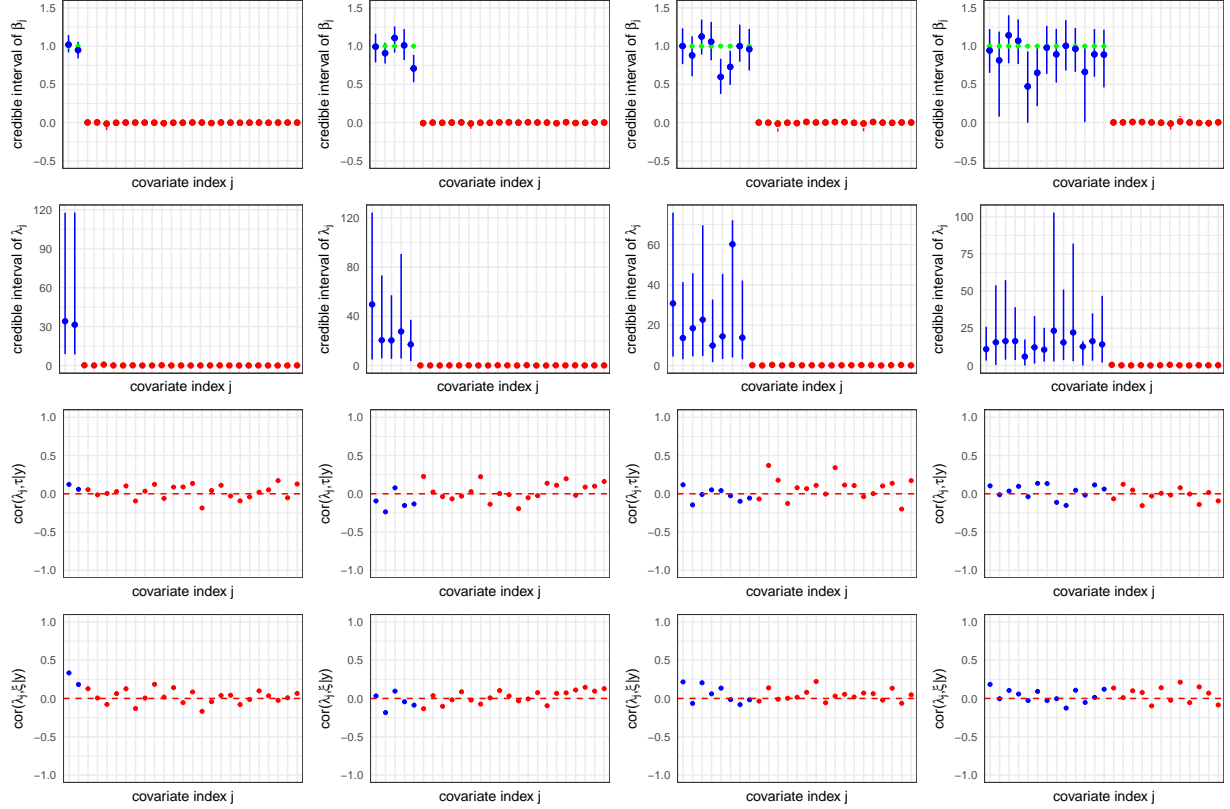 credible interval of βj
1.5
1.0
0.5
0.0
−0.5
covariate index j
credible interval of βj
1.5
1.0
0.5
0.0
−0.5
covariate index j
credible interval of βj
1.5
1.0
0.5
0.0
−0.5
covariate index j
credible interval of βj
1.5
1.0
0.5
0.0
−0.5
covariate index j
credible interval of λj
120
90
60
30
0
covariate index j
credible interval of λj
120
80
40
0
covariate index j
credible interval of λj
60
40
20
0
covariate index j
credible interval of λj
100
75
50
25
0
covariate index j
cor(λj,τ|y)
1.0
0.5
0.0
−0.5
−1.0
covariate index j
cor(λj,τ|y)
1.0
0.5
0.0
−0.5
−1.0
covariate index j
cor(λj,τ|y)
1.0
0.5
0.0
−0.5
−1.0
covariate index j
cor(λj,τ|y)
1.0
0.5
0.0
−0.5
−1.0
covariate index j
cor(λj,ξ|y)
1.0
0.5
0.0
−0.5
−1.0
covariate index j
cor(λj,ξ|y)
1.0
0.5
0.0
−0.5
−1.0
covariate index j
cor(λj,ξ|y)
1.0
0.5
0.0
−0.5
−1.0
covariate index j
cor(λj,ξ|y)
1.0
0.5
0.0
−0.5
−1.0
covariate index j